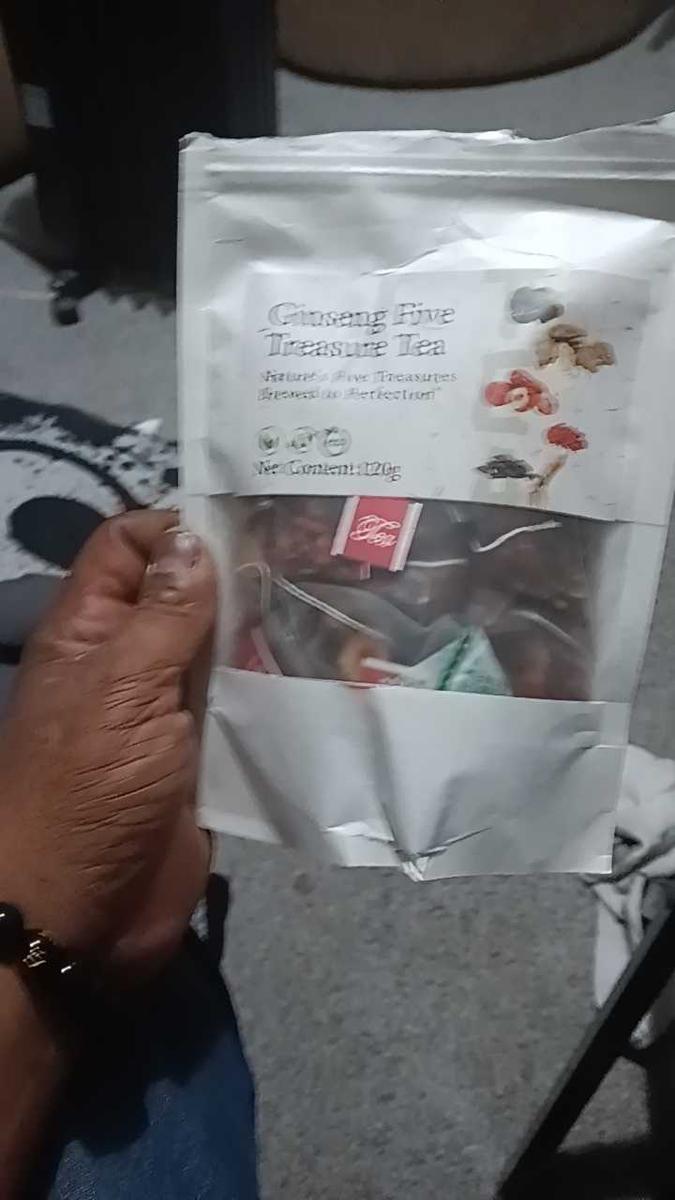 Ginseng Five
Treasure Tea
Nature's Five Treasures
Brewed to Perfection"
Net Content: 120g
Tea